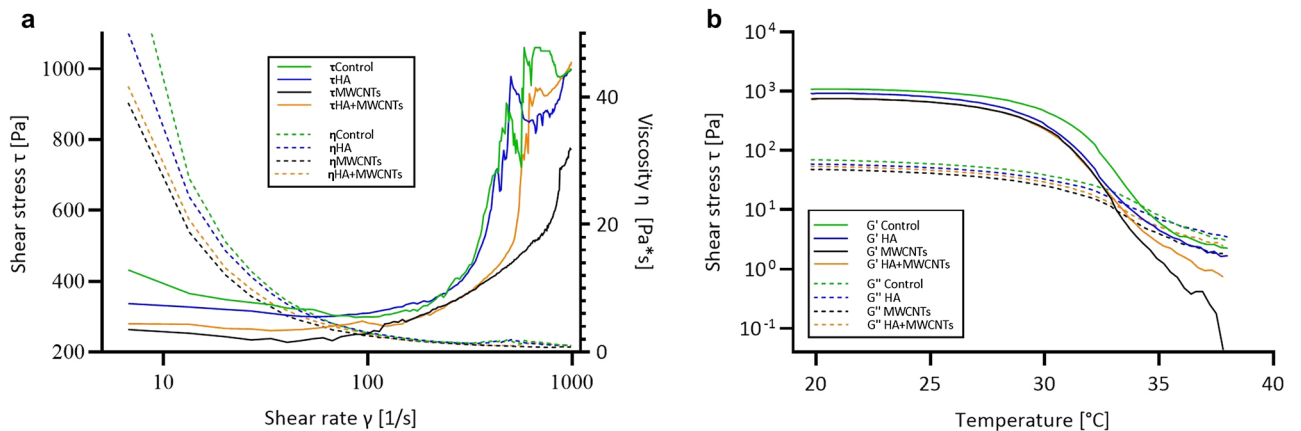 a
Shear stress τ [Pa]
1000
800
600
400
200
τControl
τHA
τMWCNTs
τHA+MWCNTs
ηControl
ηHA
ηMWCNTs
ηHA+MWCNTs
40
20
0
Viscosity η [Pa*s]
10
100
1000
Shear rate γ [1/s]
b
Shear stress τ [Pa]
10⁴
10³
10²
10¹
10⁰
10⁻¹
G' Control
G' HA
G' MWCNTs
G' HA+MWCNTs
G'' Control
G'' HA
G'' MWCNTs
G'' HA+MWCNTs
20
25
30
35
40
Temperature [°C]